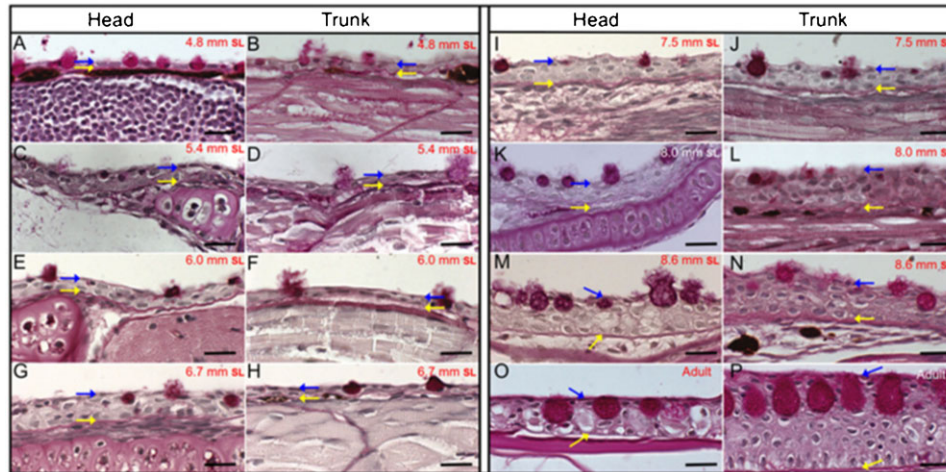 Head Trunk Head Trunk
A 4.8 mm SL B 4.8 mm SL I 7.5 mm SL J 7.5 mm SL
C 5.4 mm SL D 5.4 mm SL K 8.0 mm SL L 8.0 mm SL
E 6.0 mm SL F 6.0 mm SL M 8.6 mm SL N 8.6 mm SL
G 6.7 mm SL H 6.7 mm SL O Adult P Adult